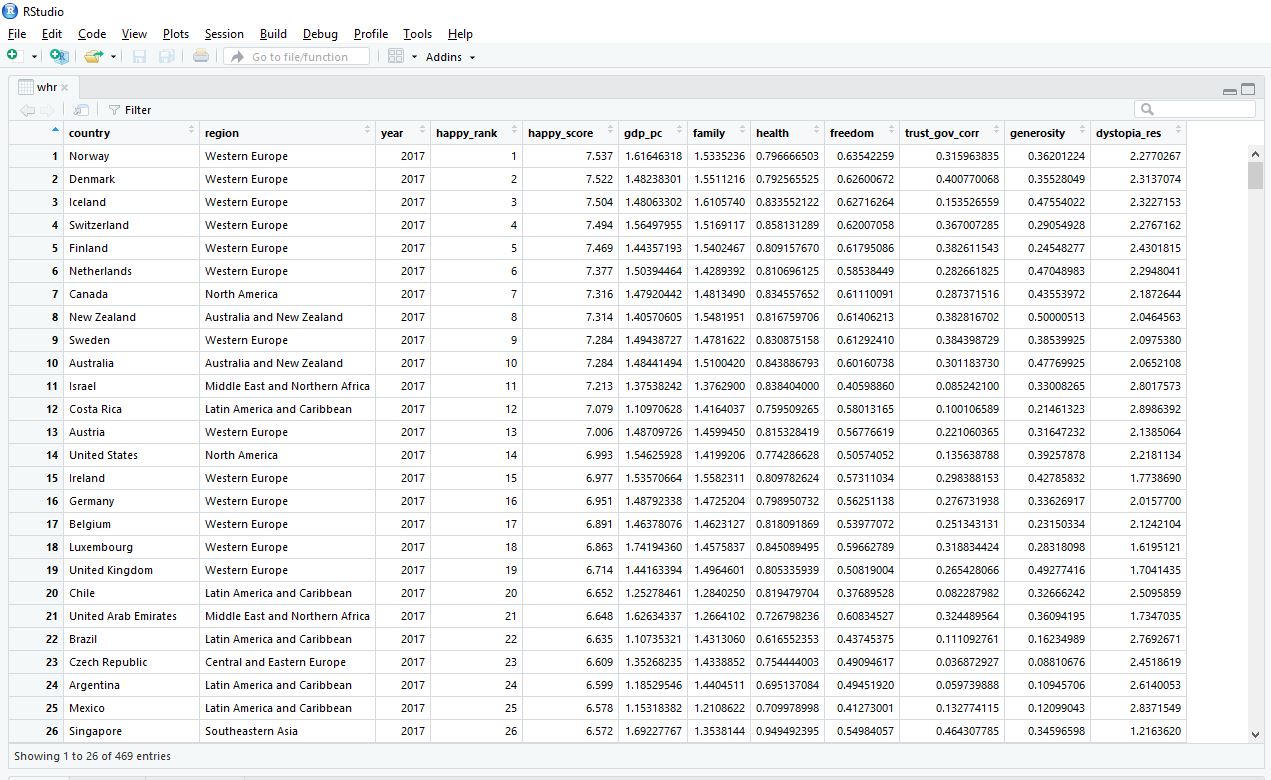 RStudio
File Edit Code View Plots Session Build Debug Profile Tools Help
Go to file/function Addins
whr
Filter
country region year happy_rank happy_score gdp_pc family health freedom trust_gov_corr generosity dystopia_res
1 Norway Western Europe 2017 1 7.537 1.61646318 1.5335236 0.796666503 0.63542259 0.315963835 0.36201224 2.2770267
2 Denmark Western Europe 2017 2 7.522 1.48238301 1.5511216 0.792565525 0.62600672 0.400770068 0.35528049 2.3137074
3 Iceland Western Europe 2017 3 7.504 1.48063302 1.6105740 0.833552122 0.62716264 0.153526559 0.47554022 2.3227153
4 Switzerland Western Europe 2017 4 7.494 1.56497955 1.5169117 0.858131289 0.62007058 0.367007285 0.29054928 2.2767162
5 Finland Western Europe 2017 5 7.469 1.44357193 1.5402467 0.809157670 0.61795086 0.382611543 0.24548277 2.4301815
6 Netherlands Western Europe 2017 6 7.377 1.50394464 1.4289392 0.810696125 0.58538449 0.282661825 0.47048983 2.2948041
7 Canada North America 2017 7 7.316 1.47920442 1.4813490 0.834557652 0.61110091 0.287371516 0.43553972 2.1872644
8 New Zealand Australia and New Zealand 2017 8 7.314 1.40570605 1.5481951 0.816759706 0.61406213 0.382816702 0.50000513 2.0464563
9 Sweden Western Europe 2017 9 7.284 1.49438727 1.4781622 0.830875158 0.61292410 0.384398729 0.38539925 2.0975380
10 Australia Australia and New Zealand 2017 10 7.284 1.48441494 1.5100420 0.843886793 0.60160738 0.301183730 0.47769925 2.0652108
11 Israel Middle East and Northern Africa 2017 11 7.213 1.37538242 1.3762900 0.838404000 0.40598860 0.085242100 0.33008265 2.8017573
12 Costa Rica Latin America and Caribbean 2017 12 7.079 1.10970628 1.4164037 0.759509265 0.58013165 0.100106589 0.21461323 2.8986392
13 Austria Western Europe 2017 13 7.006 1.48709726 1.4599450 0.815328419 0.56776619 0.221060365 0.31647232 2.1385064
14 United States North America 2017 14 6.993 1.54625928 1.4199206 0.774286628 0.50574052 0.135638788 0.39257878 2.2181134
15 Ireland Western Europe 2017 15 6.977 1.53570664 1.5582311 0.809782624 0.57311034 0.298388153 0.42785832 1.7738690
16 Germany Western Europe 2017 16 6.951 1.48792338 1.4725204 0.798950732 0.56251138 0.276731938 0.33626917 2.0157700
17 Belgium Western Europe 2017 17 6.891 1.46378076 1.4623127 0.818091869 0.53977072 0.251343131 0.23150334 2.1242104
18 Luxembourg Western Europe 2017 18 6.863 1.74194360 1.4575837 0.845089495 0.59662789 0.318834424 0.28318098 1.6195121
19 United Kingdom Western Europe 2017 19 6.714 1.44163394 1.4964601 0.805335939 0.50819004 0.265428066 0.49277416 1.7041435
20 Chile Latin America and Caribbean 2017 20 6.652 1.25278461 1.2840250 0.819479704 0.37689528 0.082287982 0.32666242 2.5095859
21 United Arab Emirates Middle East and Northern Africa 2017 21 6.648 1.62634337 1.2664102 0.726798236 0.60834527 0.324489564 0.36094195 1.7347035
22 Brazil Latin America and Caribbean 2017 22 6.635 1.10735321 1.4313060 0.616552353 0.43745375 0.111092761 0.16234989 2.7692671
23 Czech Republic Central and Eastern Europe 2017 23 6.609 1.35268235 1.4338852 0.754444003 0.49094617 0.036872927 0.08810676 2.4518619
24 Argentina Latin America and Caribbean 2017 24 6.599 1.18529546 1.4404511 0.695137084 0.49451920 0.059739888 0.10945706 2.6140053
25 Mexico Latin America and Caribbean 2017 25 6.578 1.15318382 1.2108622 0.709978998 0.41273001 0.132774115 0.12099043 2.8371549
26 Singapore Southeastern Asia 2017 26 6.572 1.69227767 1.3538144 0.949492395 0.54984057 0.464307785 0.34596598 1.2163620
Showing 1 to 26 of 469 entries